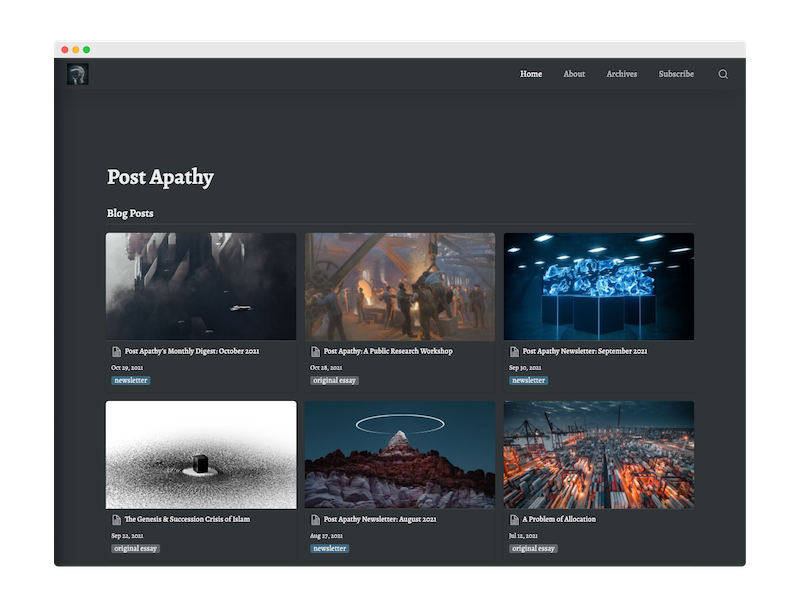 Home About Archives Subscribe
Post Apathy
Blog Posts
Post Apathy's Monthly Digest: October 2021
Oct 29, 2021
newsletter
Post Apathy: A Public Research Workshop
Oct 28, 2021
original essay
Post Apathy Newsletter: September 2021
Sep 30, 2021
newsletter
The Genesis & Succession Crisis of Islam
Sep 22, 2021
original essay
Post Apathy Newsletter: August 2021
Aug 27, 2021
newsletter
A Problem of Allocation
Jul 12, 2021
original essay